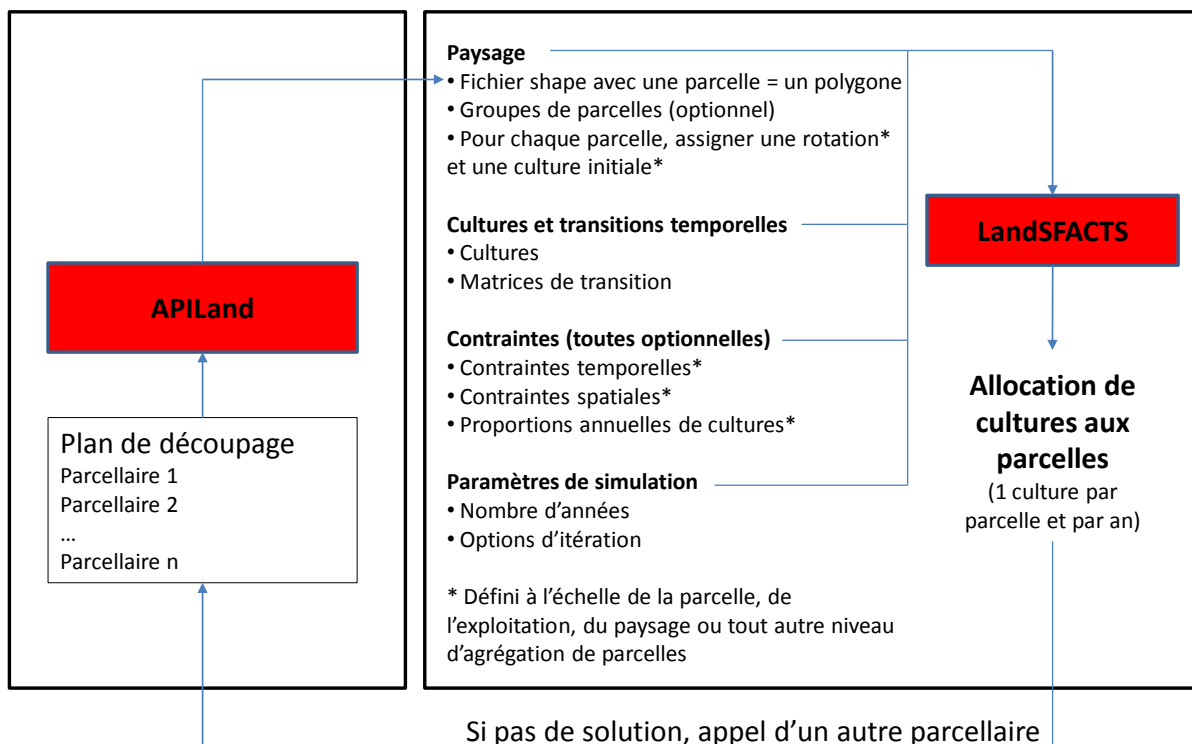 APILand
Plan de découpage
Parcellaire 1
Parcellaire 2
...
Parcellaire n
Paysage
• Fichier shape avec une parcelle = un polygone
• Groupes de parcelles (optionnel)
• Pour chaque parcelle, assigner une rotation*
et une culture initiale*
Cultures et transitions temporelles
• Cultures
• Matrices de transition
Contraintes (toutes optionnelles)
• Contraintes temporelles*
• Contraintes spatiales*
• Proportions annuelles de cultures*
Paramètres de simulation
• Nombre d’années
• Options d’itération
* Défini à l’échelle de la parcelle, de
l’exploitation, du paysage ou tout autre niveau
d’agrégation de parcelles
LandSFACTS
Allocation de
cultures aux
parcelles
(1 culture par
parcelle et par an)
Si pas de solution, appel d’un autre parcellaire